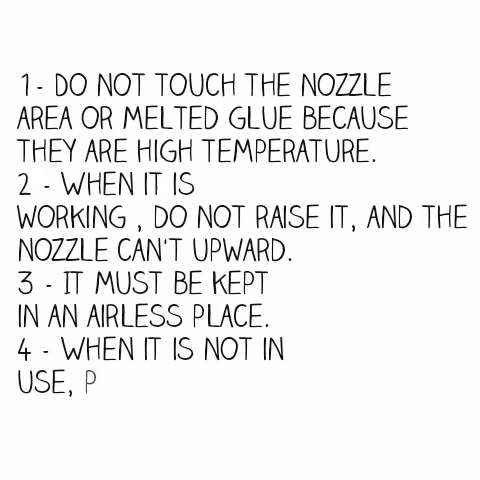 1- DO NOT TOUCH THE NOZZLE
AREA OR MELTED GLUE BECAUSE
THEY ARE HIGH TEMPERATURE.
2 - WHEN IT IS
WORKING , DO NOT RAISE IT, AND THE
NOZZLE CAN'T UPWARD.
3 - IT MUST BE KEPT
IN AN AIRLESS PLACE.
4 - WHEN IT IS NOT IN
USE, P